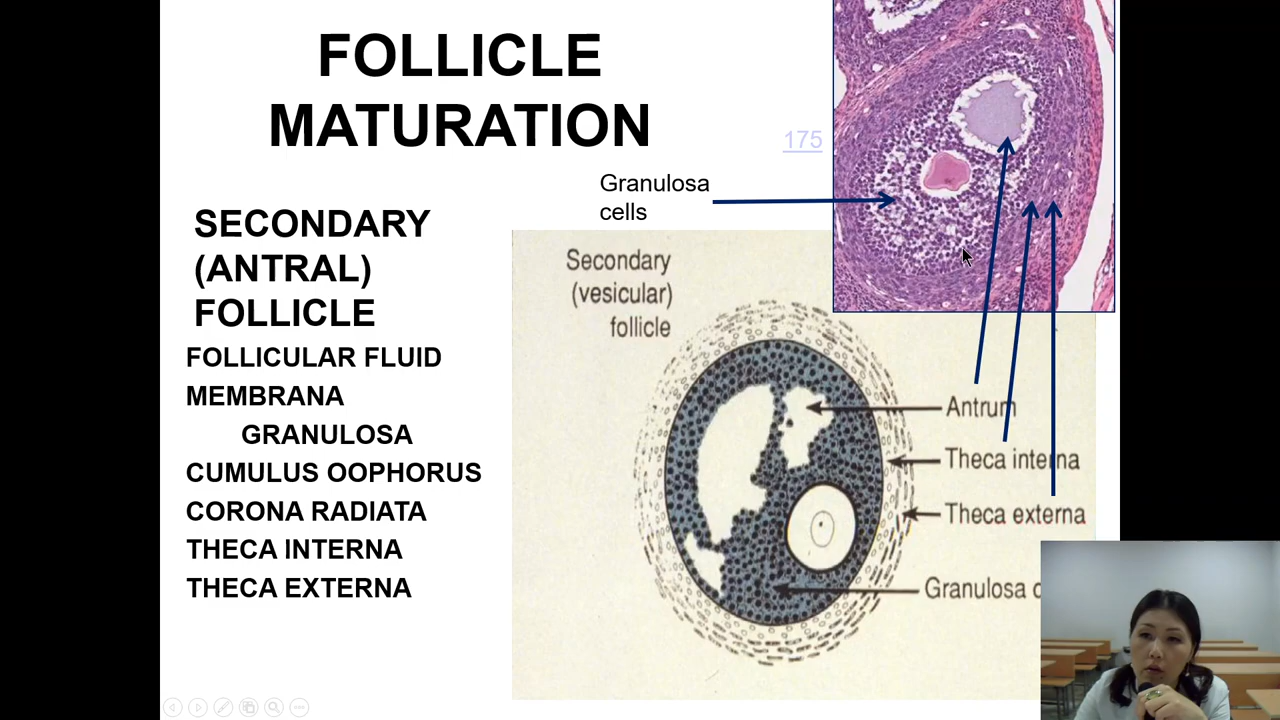 FOLLICLE
MATURATION
175
Granulosa
cells
SECONDARY
(ANTRAL)
FOLLICLE
FOLLICULAR FLUID
MEMBRANA
GRANULOSA
CUMULUS OOPHORUS
CORONA RADIATA
THECA INTERNA
THECA EXTERNA
Secondary
(vesicular)
follicle
Antrum
Theca interna
Theca externa
Granulosa